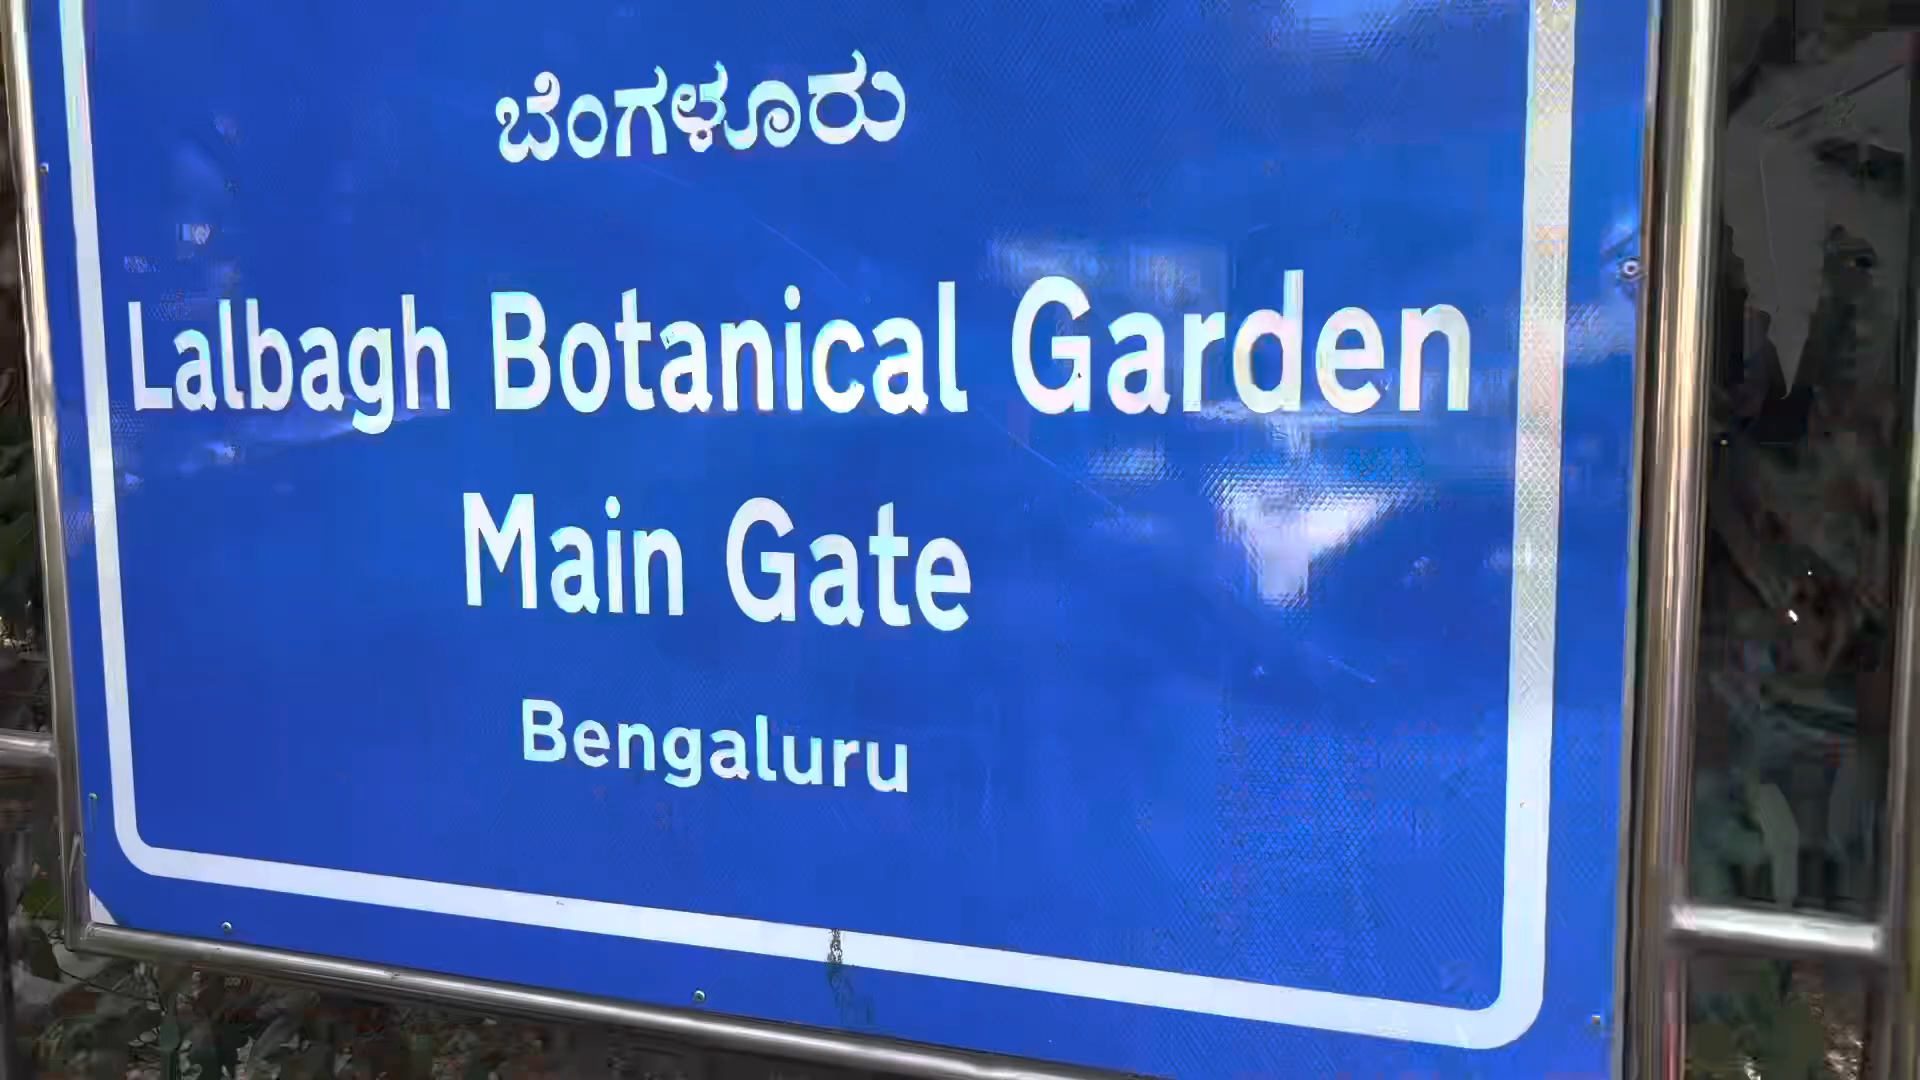 ಬೆಂಗಳೂರು
Lalbagh Botanical Garden
Main Gate
Bengaluru